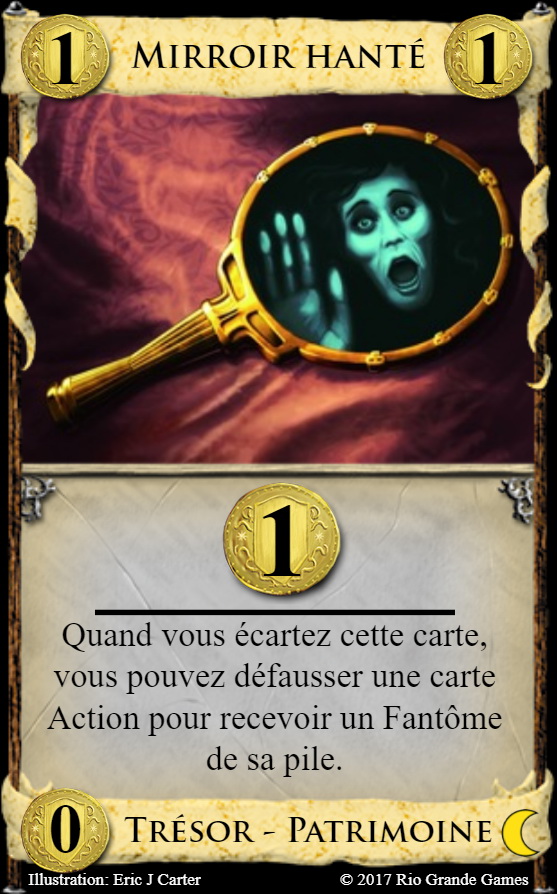 1 MIRROIR HANTÉ 1
1
Quand vous écartez cette carte,
vous pouvez défausser une carte
Action pour recevoir un Fantôme
de sa pile.
0 TRÉSOR - PATRIMOINE
Illustration: Eric J Carter © 2017 Rio Grande Games